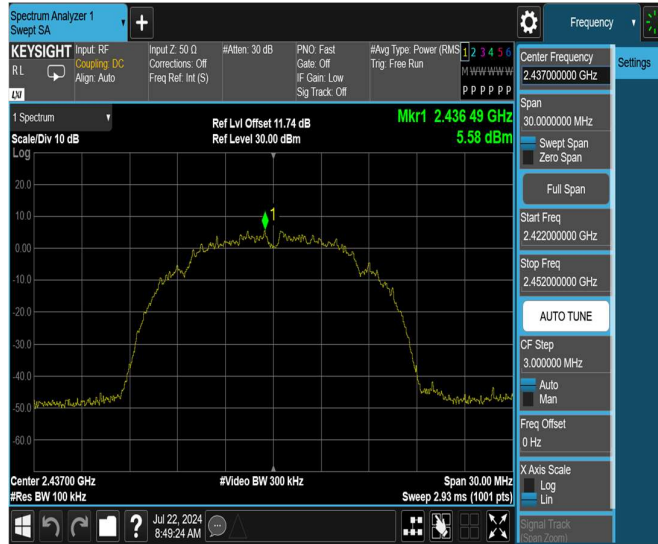 Spectrum Analyzer 1
Swept SA
Frequency
KEYSIGHT
R L
LXI
Input: RF
Coupling: DC
Align: Auto
Input Z: 50 Ω
Corrections: Off
Freq Ref: Int (S)
#Atten: 30 dB
PNO: Fast
Gate: Off
IF Gain: Low
Sig Track: Off
#Avg Type: Power (RMS
Trig: Free Run
1 2 3 4 5 6
M W W W W W
P P P P P P
1 Spectrum
Scale/Div 10 dB
Ref Lvl Offset 11.74 dB
Ref Level 30.00 dBm
Mkr1 2.436 49 GHz
5.58 dBm
Log
20.0
10.0
0.00
-10.0
-20.0
-30.0
-40.0
-50.0
-60.0
1
Center 2.43700 GHz
#Res BW 100 kHz
#Video BW 300 kHz
Span 30.00 MHz
Sweep 2.93 ms (1001 pts)
?
Jul 22, 2024
8:49:24 AM
Center Frequency
2.437000000 GHz
Settings
Span
30.0000000 MHz
Swept Span
Zero Span
Full Span
Start Freq
2.422000000 GHz
Stop Freq
2.452000000 GHz
AUTO TUNE
CF Step
3.000000 MHz
Auto
Man
Freq Offset
0 Hz
X Axis Scale
Log
Lin
Signal Track
(Span Zoom)